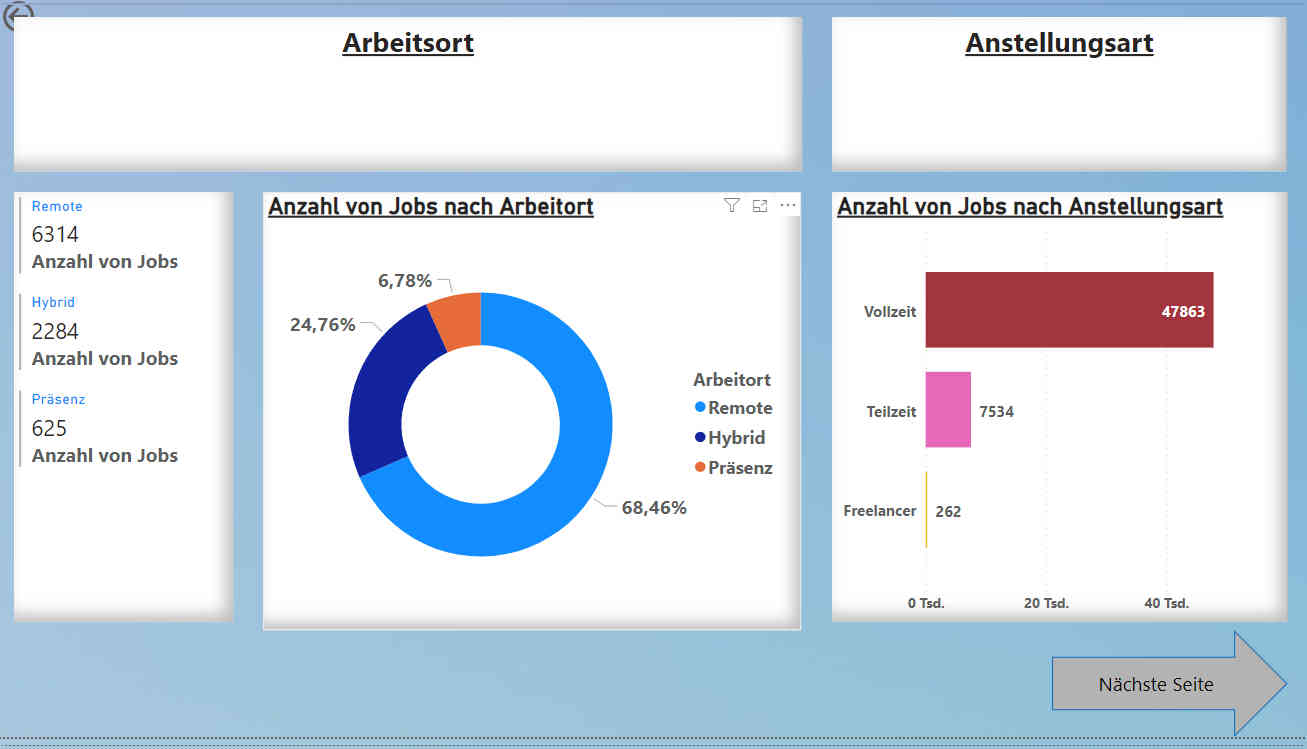 Arbeitsort
Anstellungsart
Remote
6314
Anzahl von Jobs
Hybrid
2284
Anzahl von Jobs
Präsenz
625
Anzahl von Jobs
Anzahl von Jobs nach Arbeitort
6,78%
24,76%
68,46%
Arbeitort
Remote
Hybrid
Präsenz
Anzahl von Jobs nach Anstellungsart
Vollzeit 47863
Teilzeit 7534
Freelancer 262
0 Tsd. 20 Tsd. 40 Tsd.
Nächste Seite